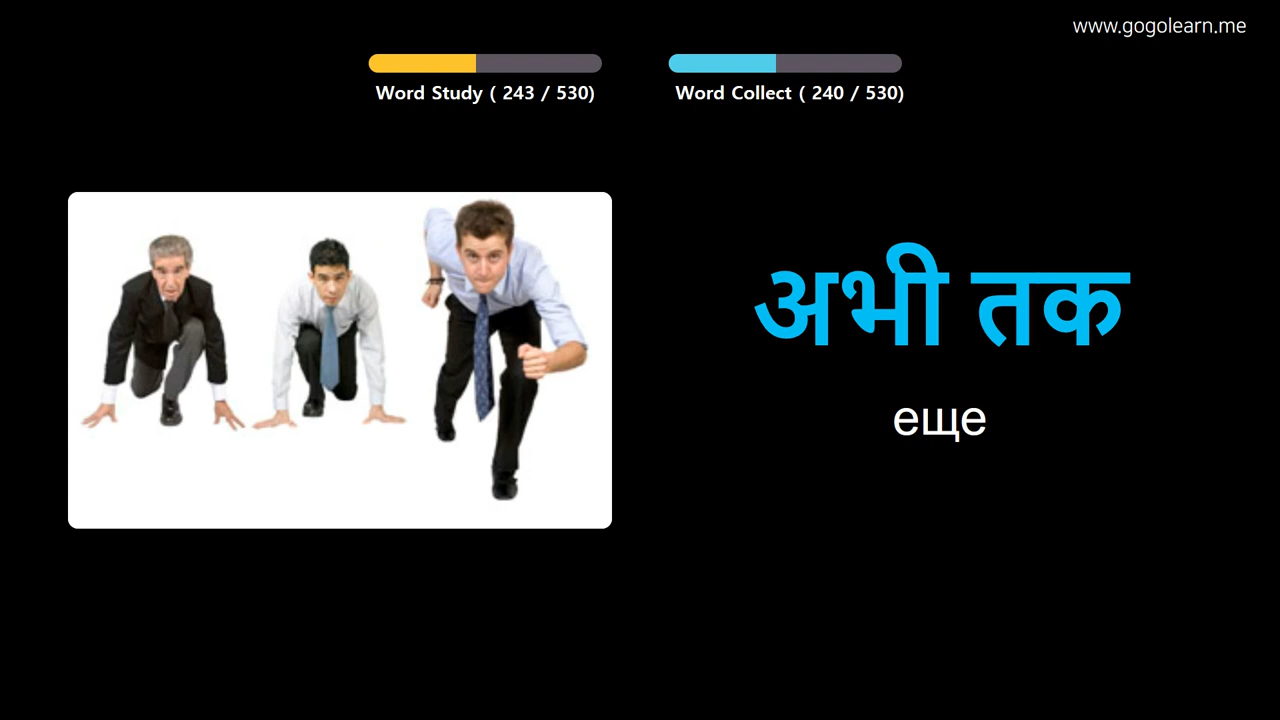 www.gogolearn.me
Word Study ( 243 / 530)
Word Collect ( 240 / 530)
अभी तक
еще